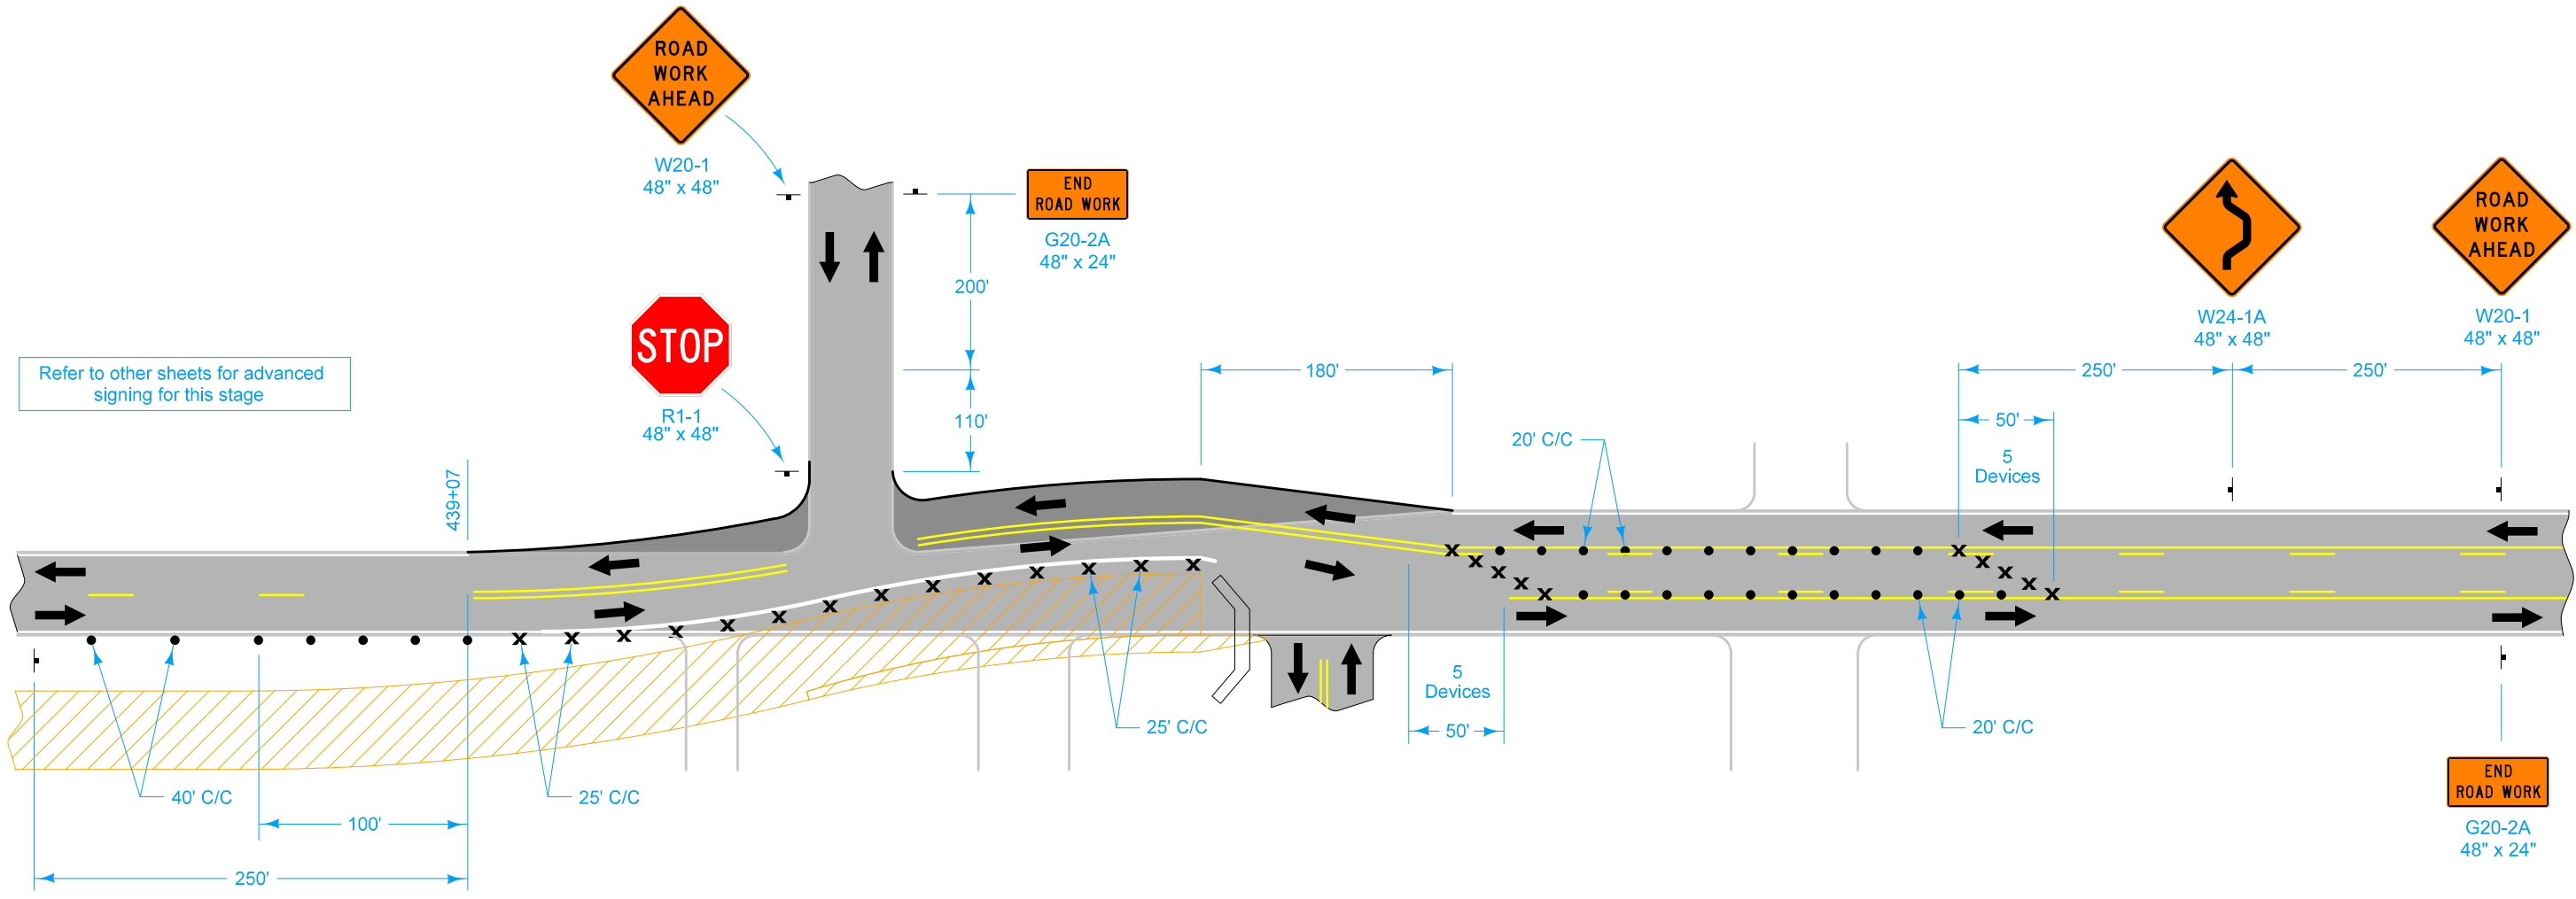 ROAD
WORK
AHEAD
W20-1
48" x 48"
END
ROAD WORK
G20-2A
48" x 24"
200'
STOP
R1-1
48" x 48"
110'
Refer to other sheets for advanced
signing for this stage
439+07
180'
20' C/C
W24-1A
48" x 48"
ROAD
WORK
AHEAD
W20-1
48" x 48"
250'
250'
50'
5
Devices
5
Devices
50'
25' C/C
20' C/C
40' C/C
25' C/C
100'
250'
END
ROAD WORK
G20-2A
48" x 24"